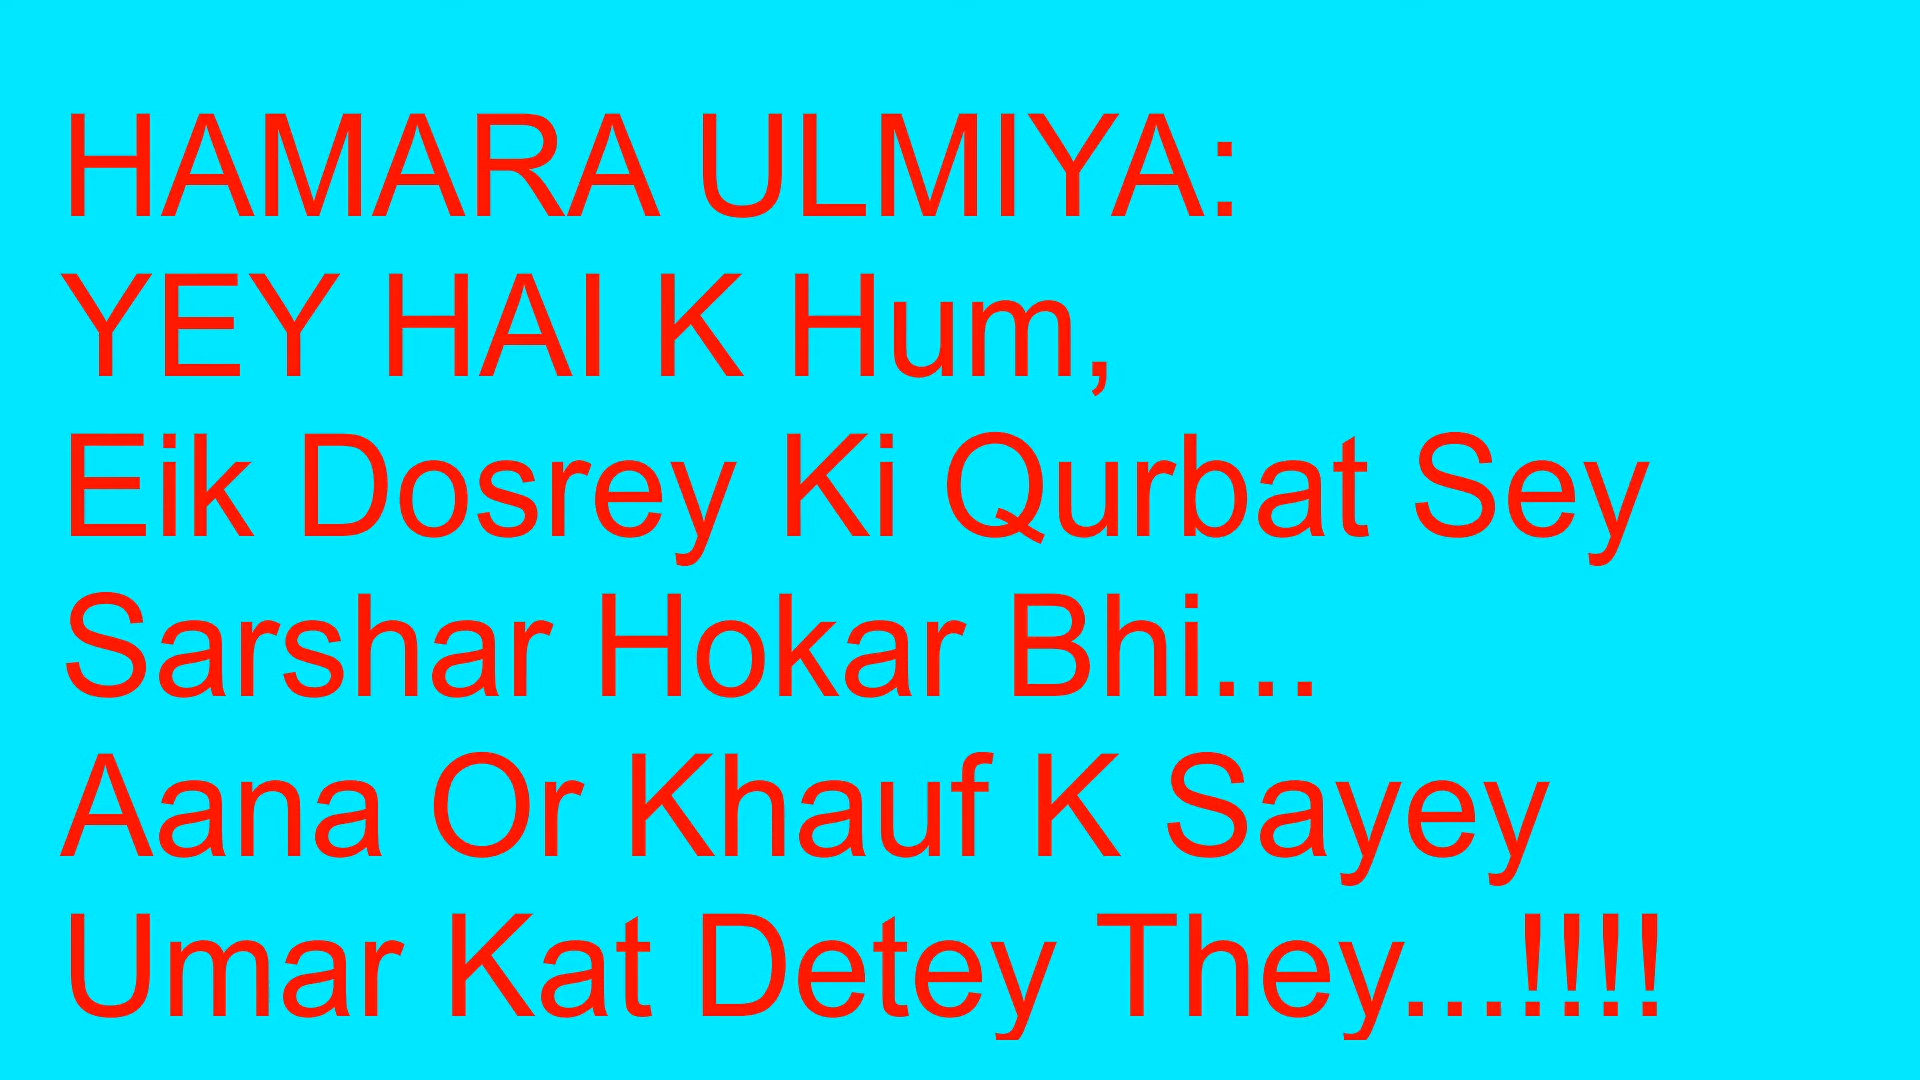 HAMARA ULMIYA:
YEY HAI K Hum,
Eik Dosrey Ki Qurbat Sey
Sarshar Hokar Bhi...
Aana Or Khauf K Sayey
Umar Kat Detey They...!!!!